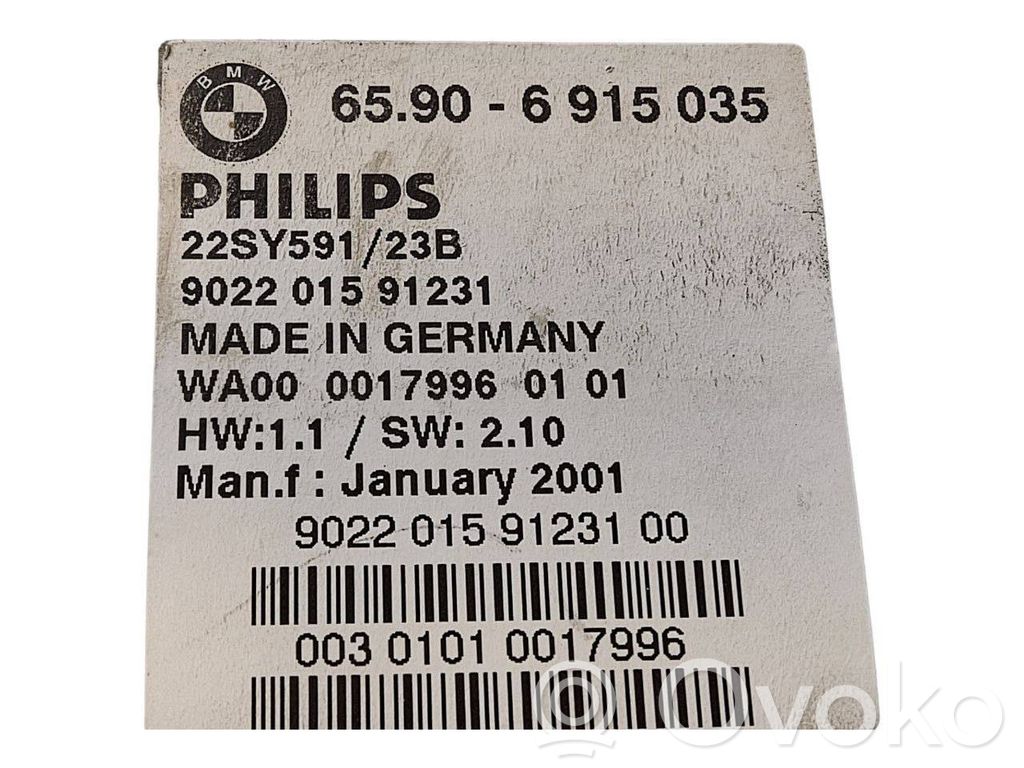 BMW
65.90 - 6 915 035
PHILIPS
22SY591/23B
9022 015 91231
MADE IN GERMANY
WA00 0017996 01 01
HW:1.1 / SW: 2.10
Man.f : January 2001
9022 015 91231 00
003 0101 0017996
Ovoko